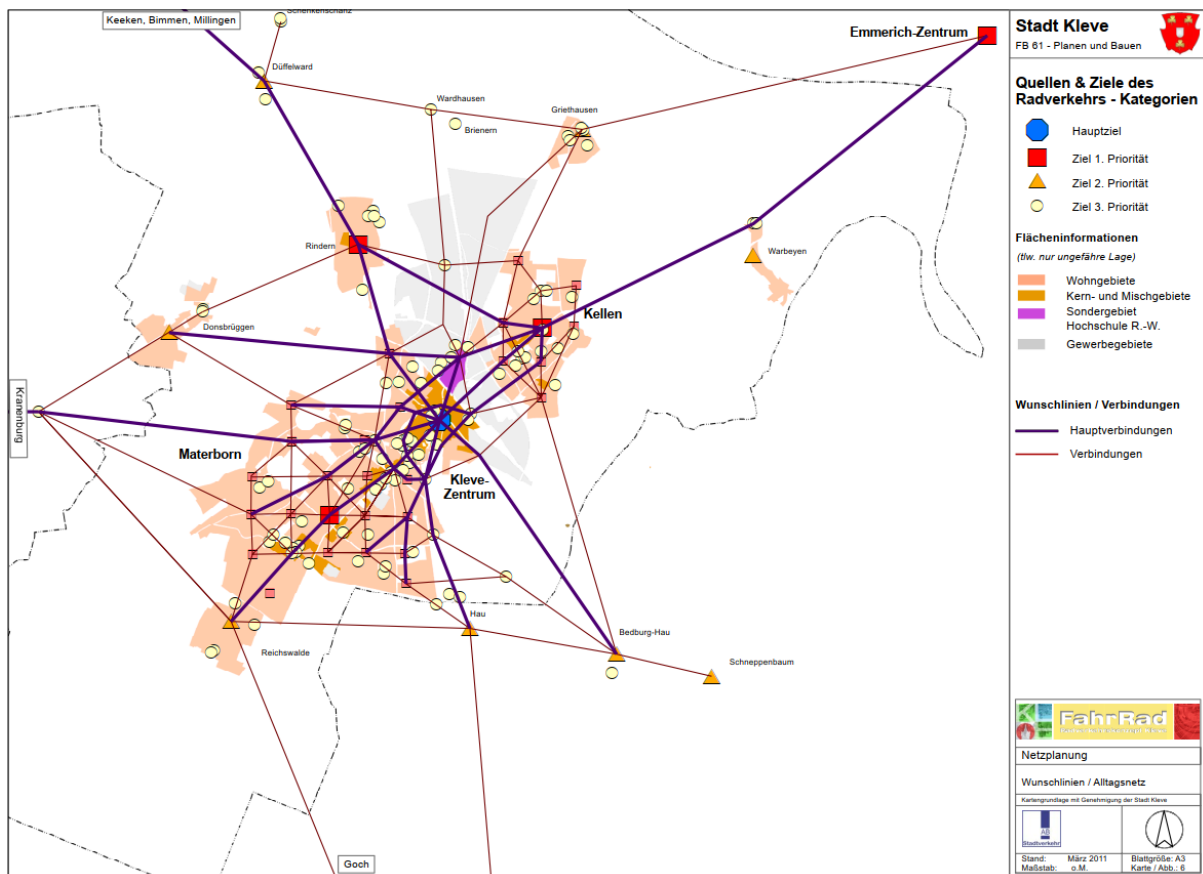 Keeken, Bimmen, Millingen
Schenkenschanz
Emmerich-Zentrum
Düffelward
Wardhausen
Griethausen
Brienern
Rindern
Warbeyen
Kellen
Donsbrüggen
Kranenburg
Materborn
Kleve-
Zentrum
Hau
Bedburg-Hau
Reichswalde
Schneppenbaum
Goch
Stadt Kleve
FB 61 - Planen und Bauen
Quellen & Ziele des
Radverkehrs - Kategorien
Hauptziel
Ziel 1. Priorität
Ziel 2. Priorität
Ziel 3. Priorität
Flächeninformationen
(tlw. nur ungefähre Lage)
Wohngebiete
Kern- und Mischgebiete
Sondergebiet
Hochschule R.-W.
Gewerbegebiete
Wunschlinien / Verbindungen
Hauptverbindungen
Verbindungen
FahrRad
Netzplanung
Wunschlinien / Alltagsnetz
Kartengrundlage mit Genehmigung der Stadt Kleve
AB
Stadtverkehr
Stand: März 2011
Maßstab: o.M.
Blattgröße: A3
Karte / Abb.: 6